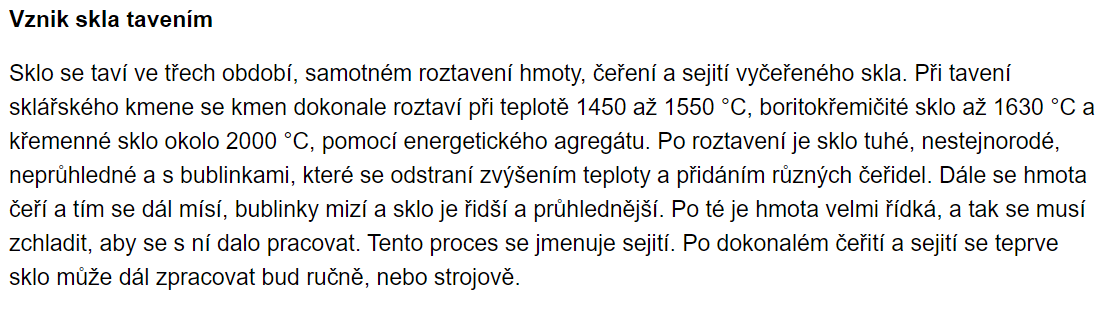 Vznik skla tavením
Sklo se taví ve třech období, samotném roztavení hmoty, čeření a sejití vyčeřeného skla. Při tavení
sklářského kmene se kmen dokonale roztaví při teplotě 1450 až 1550 °C, boritokřemičité sklo až 1630 °C a
křemenné sklo okolo 2000 °C, pomocí energetického agregátu. Po roztavení je sklo tuhé, nestejnorodé,
neprůhledné a s bublinkami, které se odstraní zvýšením teploty a přidáním různých čeřidel. Dále se hmota
čeří a tím se dál mísí, bublinky mizí a sklo je řidší a průhlednější. Po té je hmota velmi řídká, a tak se musí
zchladit, aby se s ní dalo pracovat. Tento proces se jmenuje sejití. Po dokonalém čeřití a sejití se teprve
sklo může dál zpracovat bud ručně, nebo strojově.